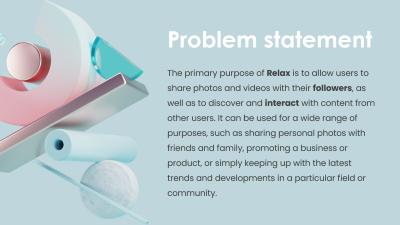 Problem statement
The primary purpose of Relax is to allow users to
share photos and videos with their followers, as
well as to discover and interact with content from
other users. It can be used for a wide range of
purposes, such as sharing personal photos with
friends and family, promoting a business or
product, or simply keeping up with the latest
trends and developments in a particular field or
community.